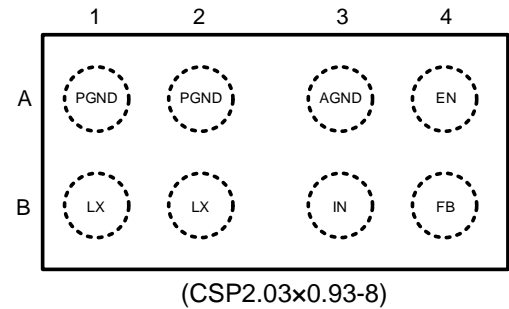 1 2 3 4
A PGND PGND AGND EN
B LX LX IN FB
(CSP2.03×0.93-8)